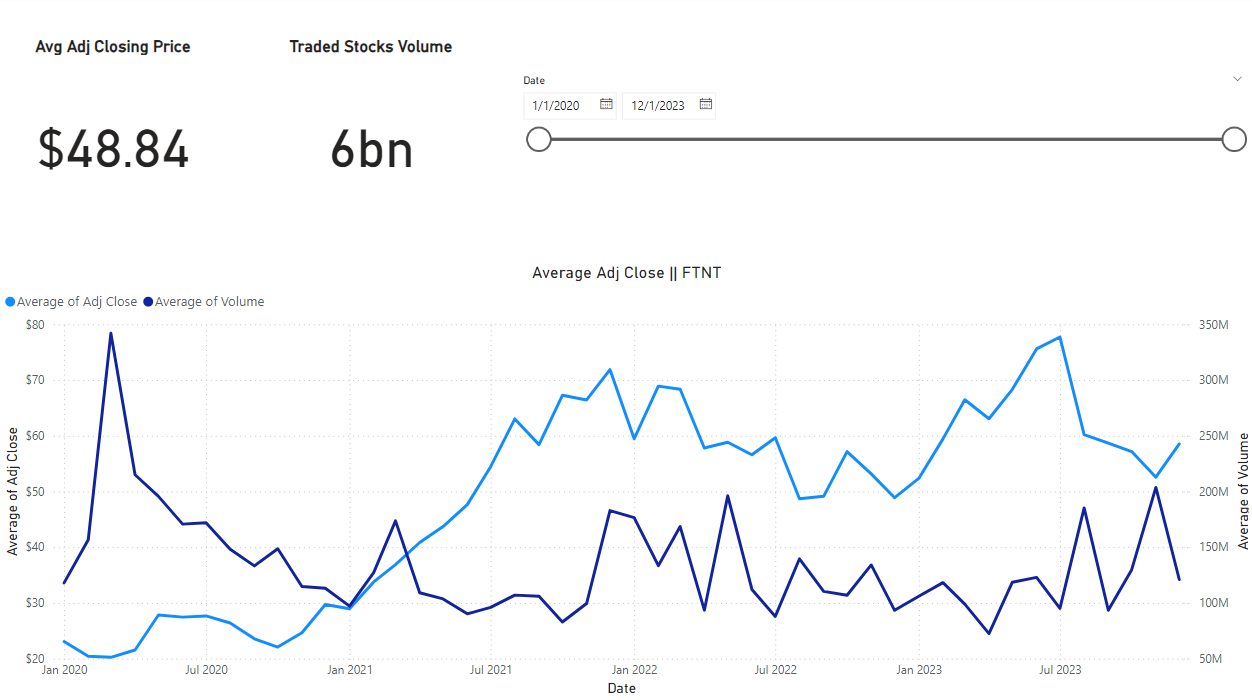 Avg Adj Closing Price
Traded Stocks Volume
Date
1/1/2020
12/1/2023
$48.84
6bn
Average Adj Close || FTNT
Average of Adj Close
Average of Volume
$80
$70
$60
$50
$40
$30
$20
Average of Adj Close
350M
300M
250M
200M
150M
100M
50M
Average of Volume
Jan 2020
Jul 2020
Jan 2021
Jul 2021
Jan 2022
Jul 2022
Jan 2023
Jul 2023
Date